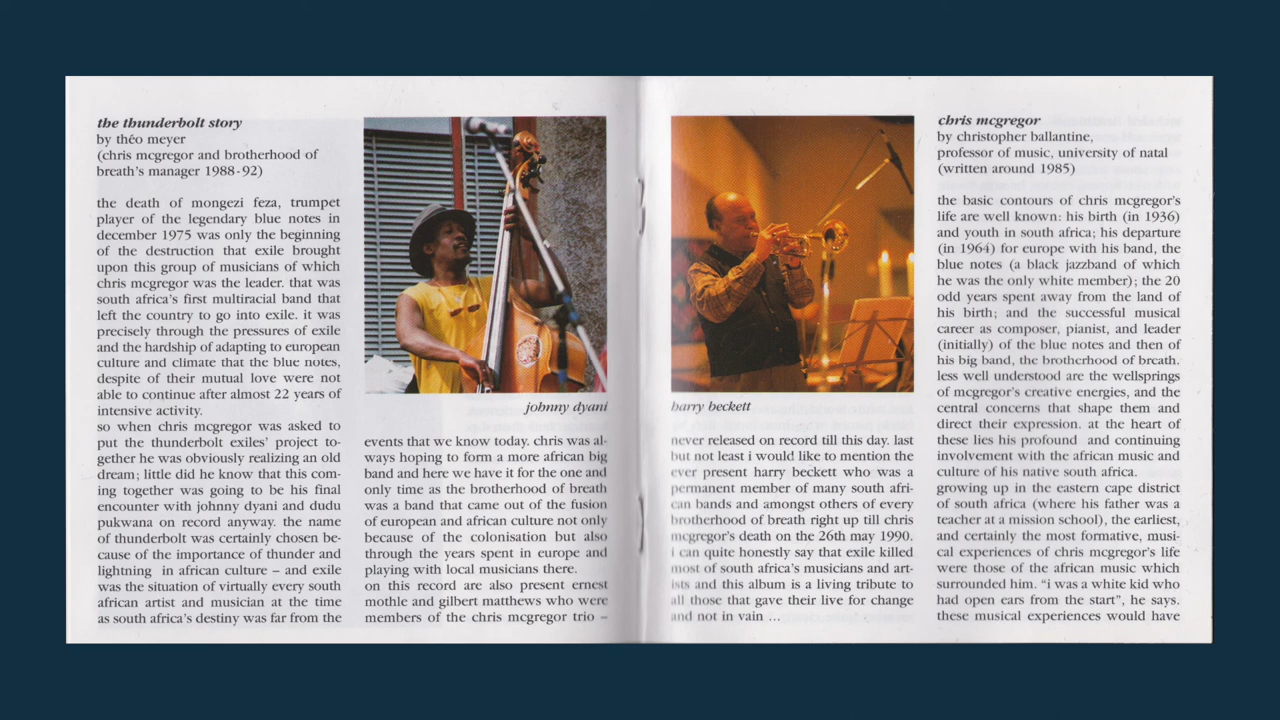 the thunderbolt story
by théo meyer
(chris mcgregor and brotherhood of
breath's manager 1988-92)
the death of mongezi feza, trumpet
player of the legendary blue notes in
december 1975 was only the beginning
of the destruction that exile brought
upon this group of musicians of which
chris mcgregor was the leader. that was
south africa's first multiracial band that
left the country to go into exile. it was
precisely through the pressures of exile
and the hardship of adapting to european
culture and climate that the blue notes,
despite of their mutual love were not
able to continue after almost 22 years of
intensive activity.
so when chris mcgregor was asked to
put the thunderbolt exiles' project to-
gether he was obviously realizing an old
dream; little did he know that this com-
ing together was going to be his final
encounter with johnny dyani and dudu
pukwana on record anyway. the name
of thunderbolt was certainly chosen be-
cause of the importance of thunder and
lightning in african culture – and exile
was the situation of virtually every south
african artist and musician at the time
as south africa's destiny was far from the
johnny dyani
events that we know today. chris was al-
ways hoping to form a more african big
band and here we have it for the one and
only time as the brotherhood of breath
was a band that came out of the fusion
of european and african culture not only
because of the colonisation but also
through the years spent in europe and
playing with local musicians there.
on this record are also present ernest
mothle and gilbert matthews who were
members of the chris mcgregor trio –
harry beckett
never released on record till this day. last
but not least i would like to mention the
ever present harry beckett who was a
permanent member of many south afri-
can bands and amongst others of every
brotherhood of breath right up till chris
mcgregor's death on the 26th may 1990.
i can quite honestly say that exile killed
most of south africa's musicians and art-
ists and this album is a living tribute to
all those that gave their live for change
and not in vain ...
chris mcgregor
by christopher ballantine,
professor of music, university of natal
(written around 1985)
the basic contours of chris mcgregor's
life are well known: his birth (in 1936)
and youth in south africa; his departure
(in 1964) for europe with his band, the
blue notes (a black jazzband of which
he was the only white member); the 20
odd years spent away from the land of
his birth; and the successful musical
career as composer, pianist, and leader
(initially) of the blue notes and then of
his big band, the brotherhood of breath.
less well understood are the wellsprings
of mcgregor's creative energies, and the
central concerns that shape them and
direct their expression. at the heart of
these lies his profound and continuing
involvement with the african music and
culture of his native south africa.
growing up in the eastern cape district
of south africa (where his father was a
teacher at a mission school), the earliest,
and certainly the most formative, musi-
cal experiences of chris mcgregor's life
were those of the african music which
surrounded him. “i was a white kid who
had open ears from the start”, he says.
these musical experiences would have